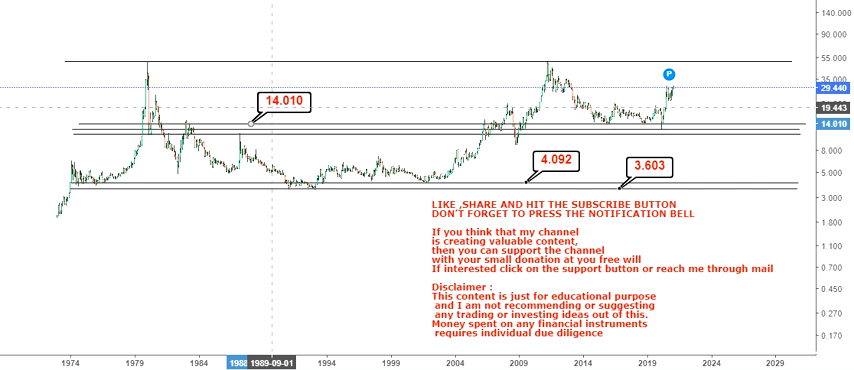 140.000
90.000
55.000
P
35.000
29.440
14.010
19.443
14.010
8.000
4.092
3.603
5.000
3.000
LIKE ,SHARE AND HIT THE SUBSCRIBE BUTTON
DON'T FORGET TO PRESS THE NOTIFICATION BELL
1.800
If you think that my channel
is creating valuable content,
1.100
then you can support the channel
with your small donation at you free will
0.700
If interested click on the support button or reach me through mail
0.450
Disclaimer :
This content is just for educational purpose
and I am not recommending or suggesting
0.270
any trading or investing ideas out of this.
Money spent on any financial instruments
requires individual due diligence
0.170
1974 1979 1984 1988 1989-09-01 1994 1999 2004 2009 2014 2019 2024 2029